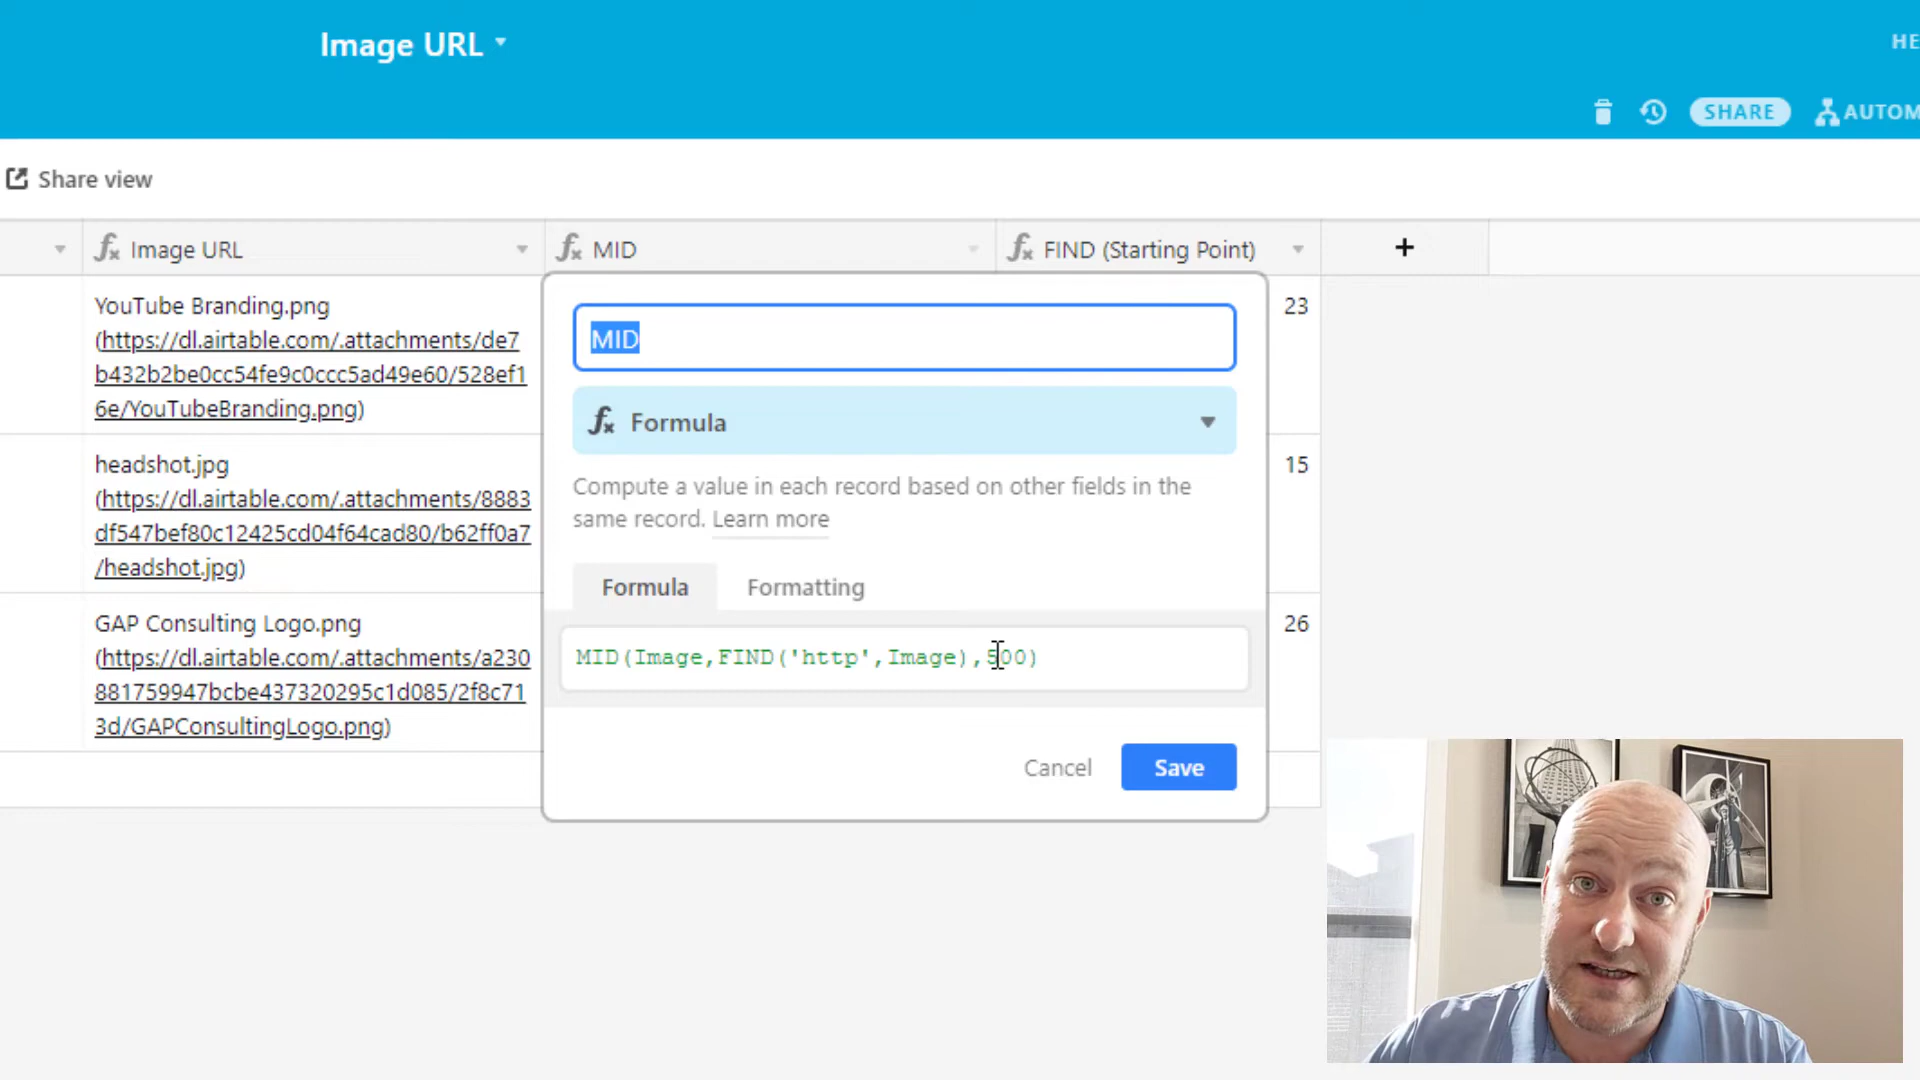 Image URL
HE
SHARE
AUTOM
Share view
Image URL
MID
FIND (Starting Point)
YouTube Branding.png
(https://dl.airtable.com/.attachments/de7
b432b2be0cc54fe9c0ccc5ad49e60/528ef1
6e/YouTubeBranding.png)
23
headshot.jpg
(https://dl.airtable.com/.attachments/8883
df547bef80c12425cd04f64cad80/b62ff0a7
/headshot.jpg)
15
GAP Consulting Logo.png
(https://dl.airtable.com/.attachments/a230
881759947bcbe437320295c1d085/2f8c71
3d/GAPConsultingLogo.png)
26
MID
Formula
Compute a value in each record based on other fields in the
same record. Learn more
Formula
Formatting
MID(Image,FIND('http',Image),500)
Cancel
Save